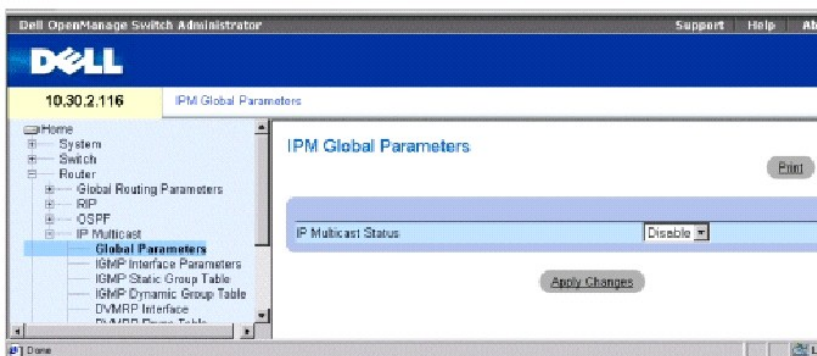 Dell OpenManage Switch Administrator
Support Help Ab
DELL
10.30.2.116
IPM Global Parameters
Home
System
Switch
Router
Global Routing Parameters
RIP
OSPF
IP Multicast
Global Parameters
IGMP Interface Parameters
IGMP Static Group Table
IGMP Dynamic Group Table
DVMRP Interface
IPM Global Parameters
Print
IP Multicast Status
Disable
Apply Changes
Done